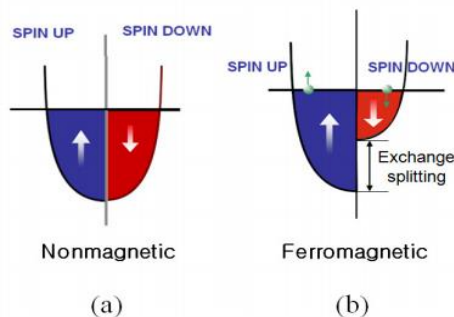 SPIN UP
SPIN DOWN
Nonmagnetic
(a)
SPIN UP
SPIN DOWN
Exchange
splitting
Ferromagnetic
(b)